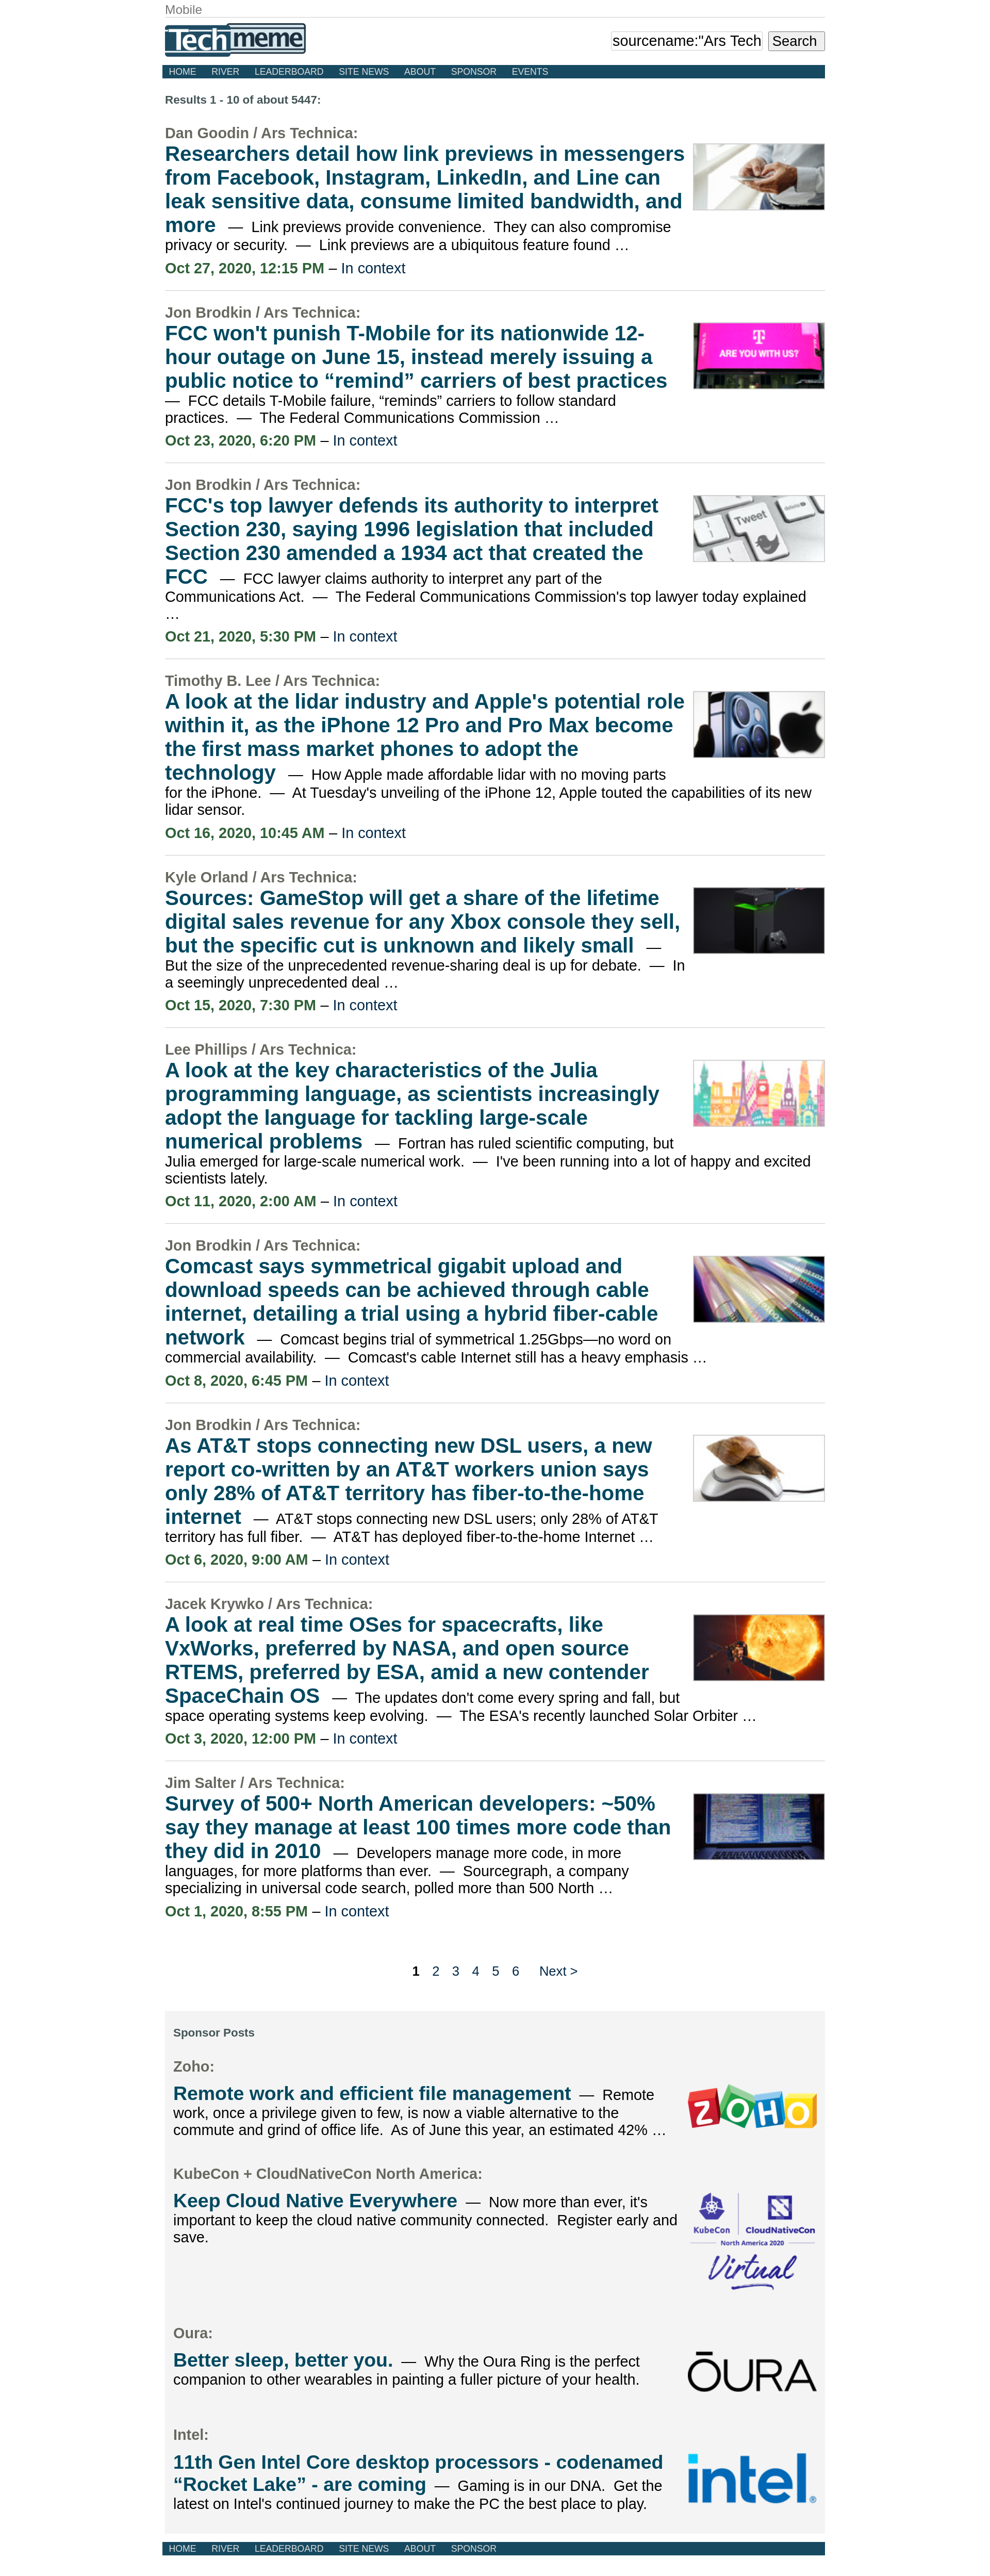 Mobile
Techmeme
sourcename:"Ars Tech
Search
HOME RIVER LEADERBOARD SITE NEWS ABOUT SPONSOR EVENTS
Results 1 - 10 of about 5447:
Dan Goodin / Ars Technica:
Researchers detail how link previews in messengers
from Facebook, Instagram, LinkedIn, and Line can
leak sensitive data, consume limited bandwidth, and
more — Link previews provide convenience. They can also compromise
privacy or security. — Link previews are a ubiquitous feature found …
Oct 27, 2020, 12:15 PM – In context
Jon Brodkin / Ars Technica:
FCC won't punish T-Mobile for its nationwide 12-
hour outage on June 15, instead merely issuing a
public notice to “remind” carriers of best practices
— FCC details T-Mobile failure, “reminds” carriers to follow standard
practices. — The Federal Communications Commission …
T
ARE YOU WITH US?
Oct 23, 2020, 6:20 PM – In context
Jon Brodkin / Ars Technica:
FCC's top lawyer defends its authority to interpret
Section 230, saying 1996 legislation that included
Section 230 amended a 1934 act that created the
FCC — FCC lawyer claims authority to interpret any part of the
Communications Act. — The Federal Communications Commission's top lawyer today explained
…
Tweet
Oct 21, 2020, 5:30 PM – In context
Timothy B. Lee / Ars Technica:
A look at the lidar industry and Apple's potential role
within it, as the iPhone 12 Pro and Pro Max become
the first mass market phones to adopt the
technology — How Apple made affordable lidar with no moving parts
for the iPhone. — At Tuesday's unveiling of the iPhone 12, Apple touted the capabilities of its new
lidar sensor.
Oct 16, 2020, 10:45 AM – In context
Kyle Orland / Ars Technica:
Sources: GameStop will get a share of the lifetime
digital sales revenue for any Xbox console they sell,
but the specific cut is unknown and likely small —
But the size of the unprecedented revenue-sharing deal is up for debate. — In
a seemingly unprecedented deal …
Oct 15, 2020, 7:30 PM – In context
Lee Phillips / Ars Technica:
A look at the key characteristics of the Julia
programming language, as scientists increasingly
adopt the language for tackling large-scale
numerical problems — Fortran has ruled scientific computing, but
Julia emerged for large-scale numerical work. — I've been running into a lot of happy and excited
scientists lately.
Oct 11, 2020, 2:00 AM – In context
Jon Brodkin / Ars Technica:
Comcast says symmetrical gigabit upload and
download speeds can be achieved through cable
internet, detailing a trial using a hybrid fiber-cable
network — Comcast begins trial of symmetrical 1.25Gbps—no word on
commercial availability. — Comcast's cable Internet still has a heavy emphasis …
Oct 8, 2020, 6:45 PM – In context
Jon Brodkin / Ars Technica:
As AT&T stops connecting new DSL users, a new
report co-written by an AT&T workers union says
only 28% of AT&T territory has fiber-to-the-home
internet — AT&T stops connecting new DSL users; only 28% of AT&T
territory has full fiber. — AT&T has deployed fiber-to-the-home Internet …
Oct 6, 2020, 9:00 AM – In context
Jacek Krywko / Ars Technica:
A look at real time OSes for spacecrafts, like
VxWorks, preferred by NASA, and open source
RTEMS, preferred by ESA, amid a new contender
SpaceChain OS — The updates don't come every spring and fall, but
space operating systems keep evolving. — The ESA's recently launched Solar Orbiter …
Oct 3, 2020, 12:00 PM – In context
Jim Salter / Ars Technica:
Survey of 500+ North American developers: ~50%
say they manage at least 100 times more code than
they did in 2010 — Developers manage more code, in more
languages, for more platforms than ever. — Sourcegraph, a company
specializing in universal code search, polled more than 500 North …
Oct 1, 2020, 8:55 PM – In context
1 2 3 4 5 6 Next >
Sponsor Posts
Zoho:
Remote work and efficient file management — Remote
work, once a privilege given to few, is now a viable alternative to the
commute and grind of office life. As of June this year, an estimated 42% …
ZOHO
KubeCon + CloudNativeCon North America:
Keep Cloud Native Everywhere — Now more than ever, it's
important to keep the cloud native community connected. Register early and
save.
KubeCon CloudNativeCon
North America 2020
Virtual
Oura:
Better sleep, better you. — Why the Oura Ring is the perfect
companion to other wearables in painting a fuller picture of your health.
ŌURA
Intel:
11th Gen Intel Core desktop processors - codenamed
“Rocket Lake” - are coming — Gaming is in our DNA. Get the
latest on Intel's continued journey to make the PC the best place to play.
intel®
HOME RIVER LEADERBOARD SITE NEWS ABOUT SPONSOR